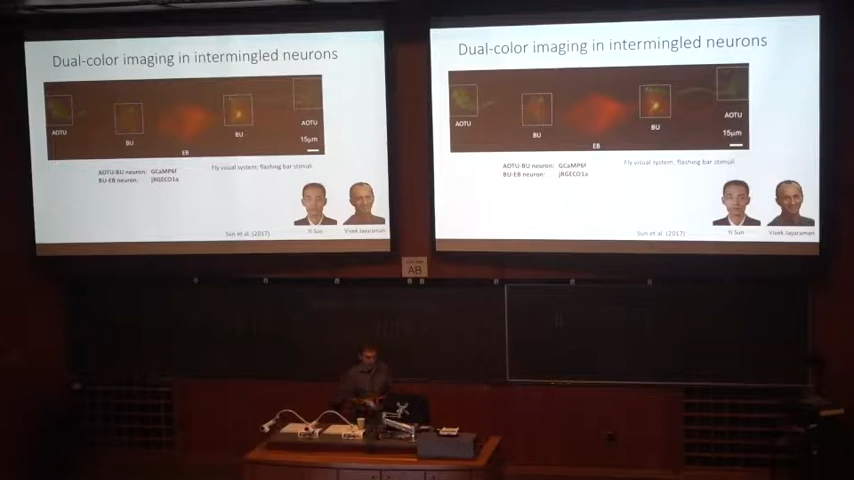 Dual-color imaging in intermingled neurons
AOTU
BU
EB
BU
AOTU
15µm
AOTU-BU neuron: GCaMP6f
BU-EB neuron: jRGECO1a
Fly visual system; flashing bar stimuli
Sun et al. (2017)
Yi Sun
Vivek Jayaraman
Dual-color imaging in intermingled neurons
AOTU
BU
EB
BU
AOTU
15µm
AOTU-BU neuron: GCaMP6f
BU-EB neuron: jRGECO1a
Fly visual system; flashing bar stimuli
Sun et al. (2017)
Yi Sun
Vivek Jayaraman
AB